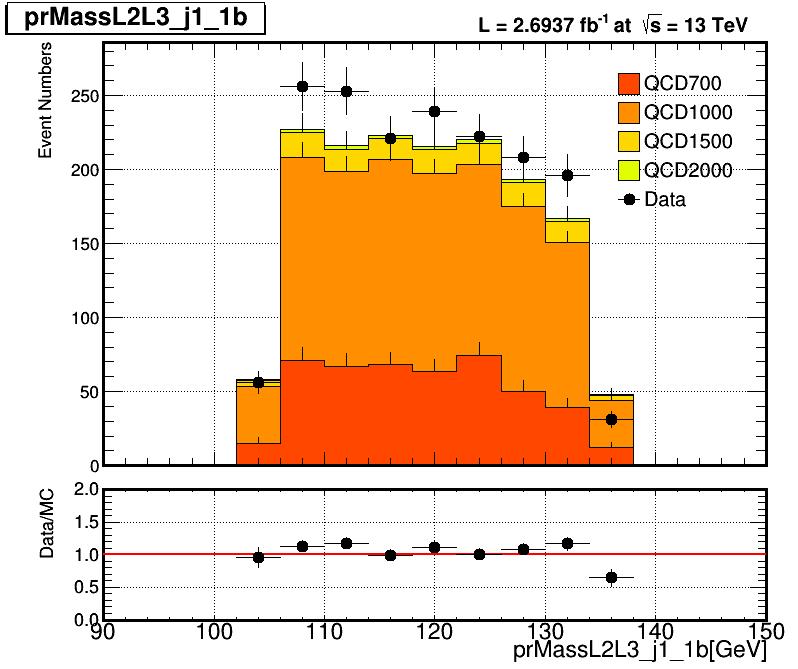 prMassL2L3_j1_1b
L = 2.6937 fb-1 at √s = 13 TeV
Event Numbers
250
200
150
100
50
0
QCD700
QCD1000
QCD1500
QCD2000
Data
Data/MC
2.0
1.5
1.0
0.5
0.0
90 100 110 120 130 140 150
prMassL2L3_j1_1b[GeV]